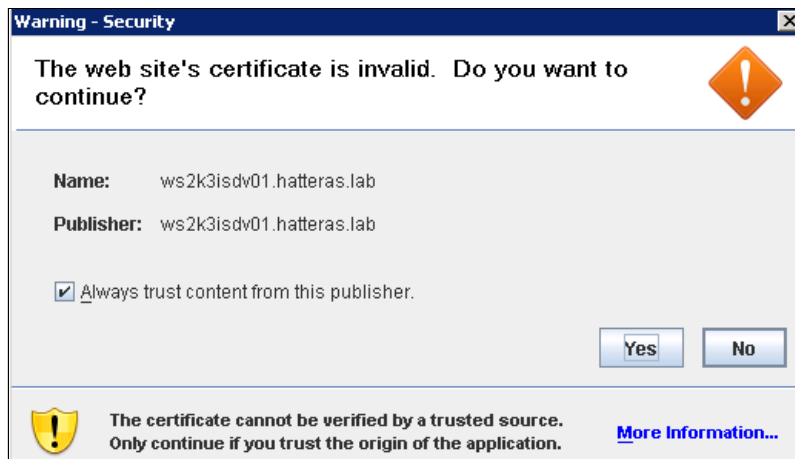 Warning - Security
The web site's certificate is invalid. Do you want to
continue?
Name: ws2k3isdv01.hatteras.lab
Publisher: ws2k3isdv01.hatteras.lab
Always trust content from this publisher.
Yes No
The certificate cannot be verified by a trusted source.
Only continue if you trust the origin of the application.
More Information...